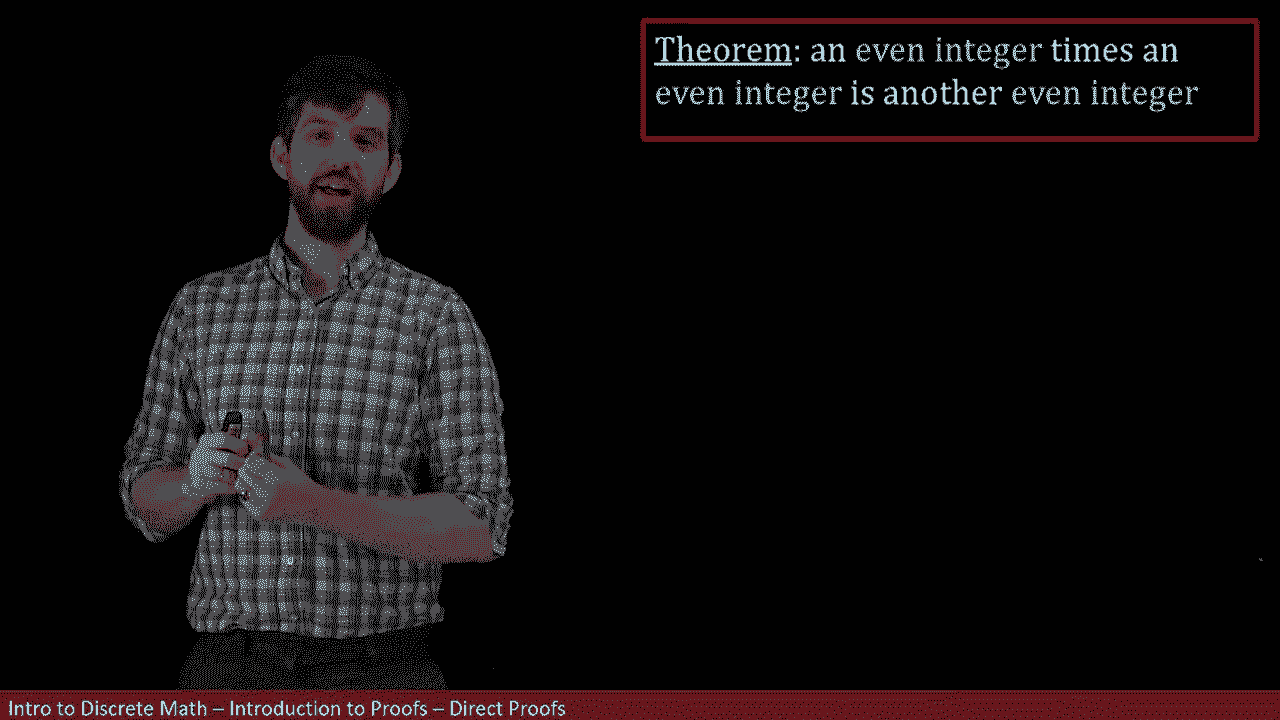 Theorem: an even integer times an
even integer is another even integer
Intro to Discrete Math – Introduction to Proofs – Direct Proofs